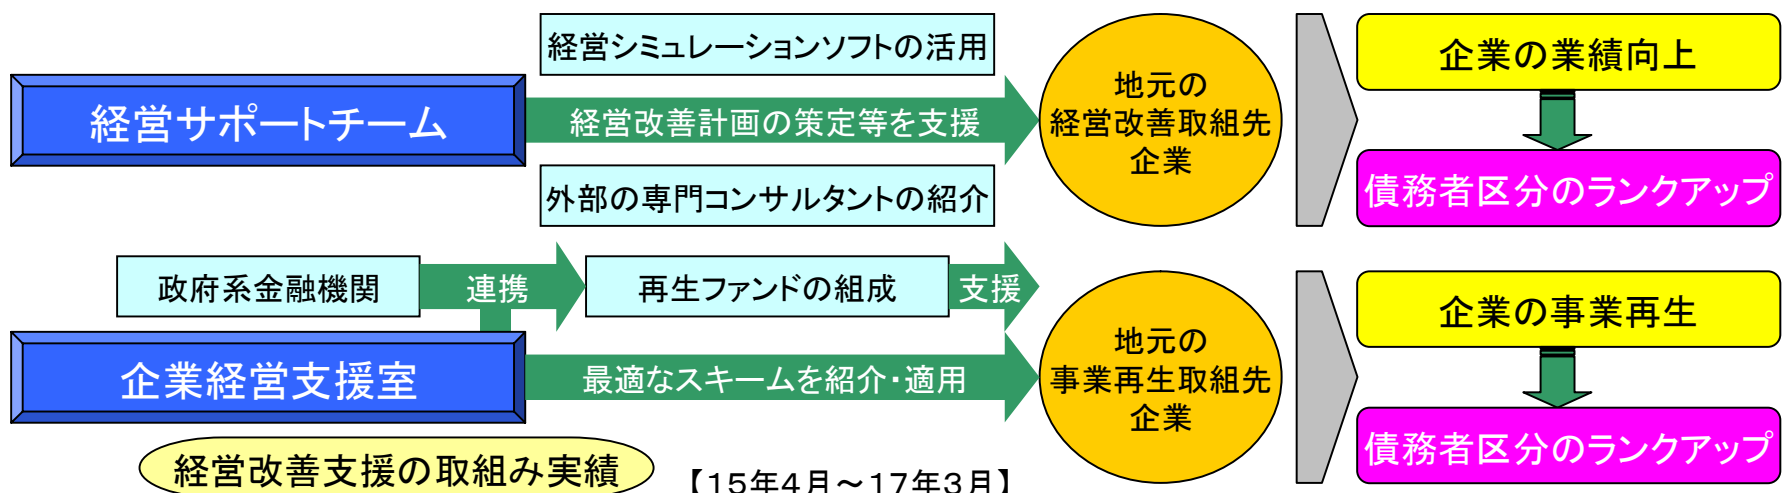 経営シミュレーションソフトの活用
経営サポートチーム
経営改善計画の策定等を支援
外部の専門コンサルタントの紹介
地元の
経営改善取組先
企業
企業の業績向上
債務者区分のランクアップ
政府系金融機関
連携
再生ファンドの組成
支援
企業経営支援室
最適なスキームを紹介・適用
地元の
事業再生取組先
企業
企業の事業再生
債務者区分のランクアップ
経営改善支援の取組み実績
【15年4月～17年3月】